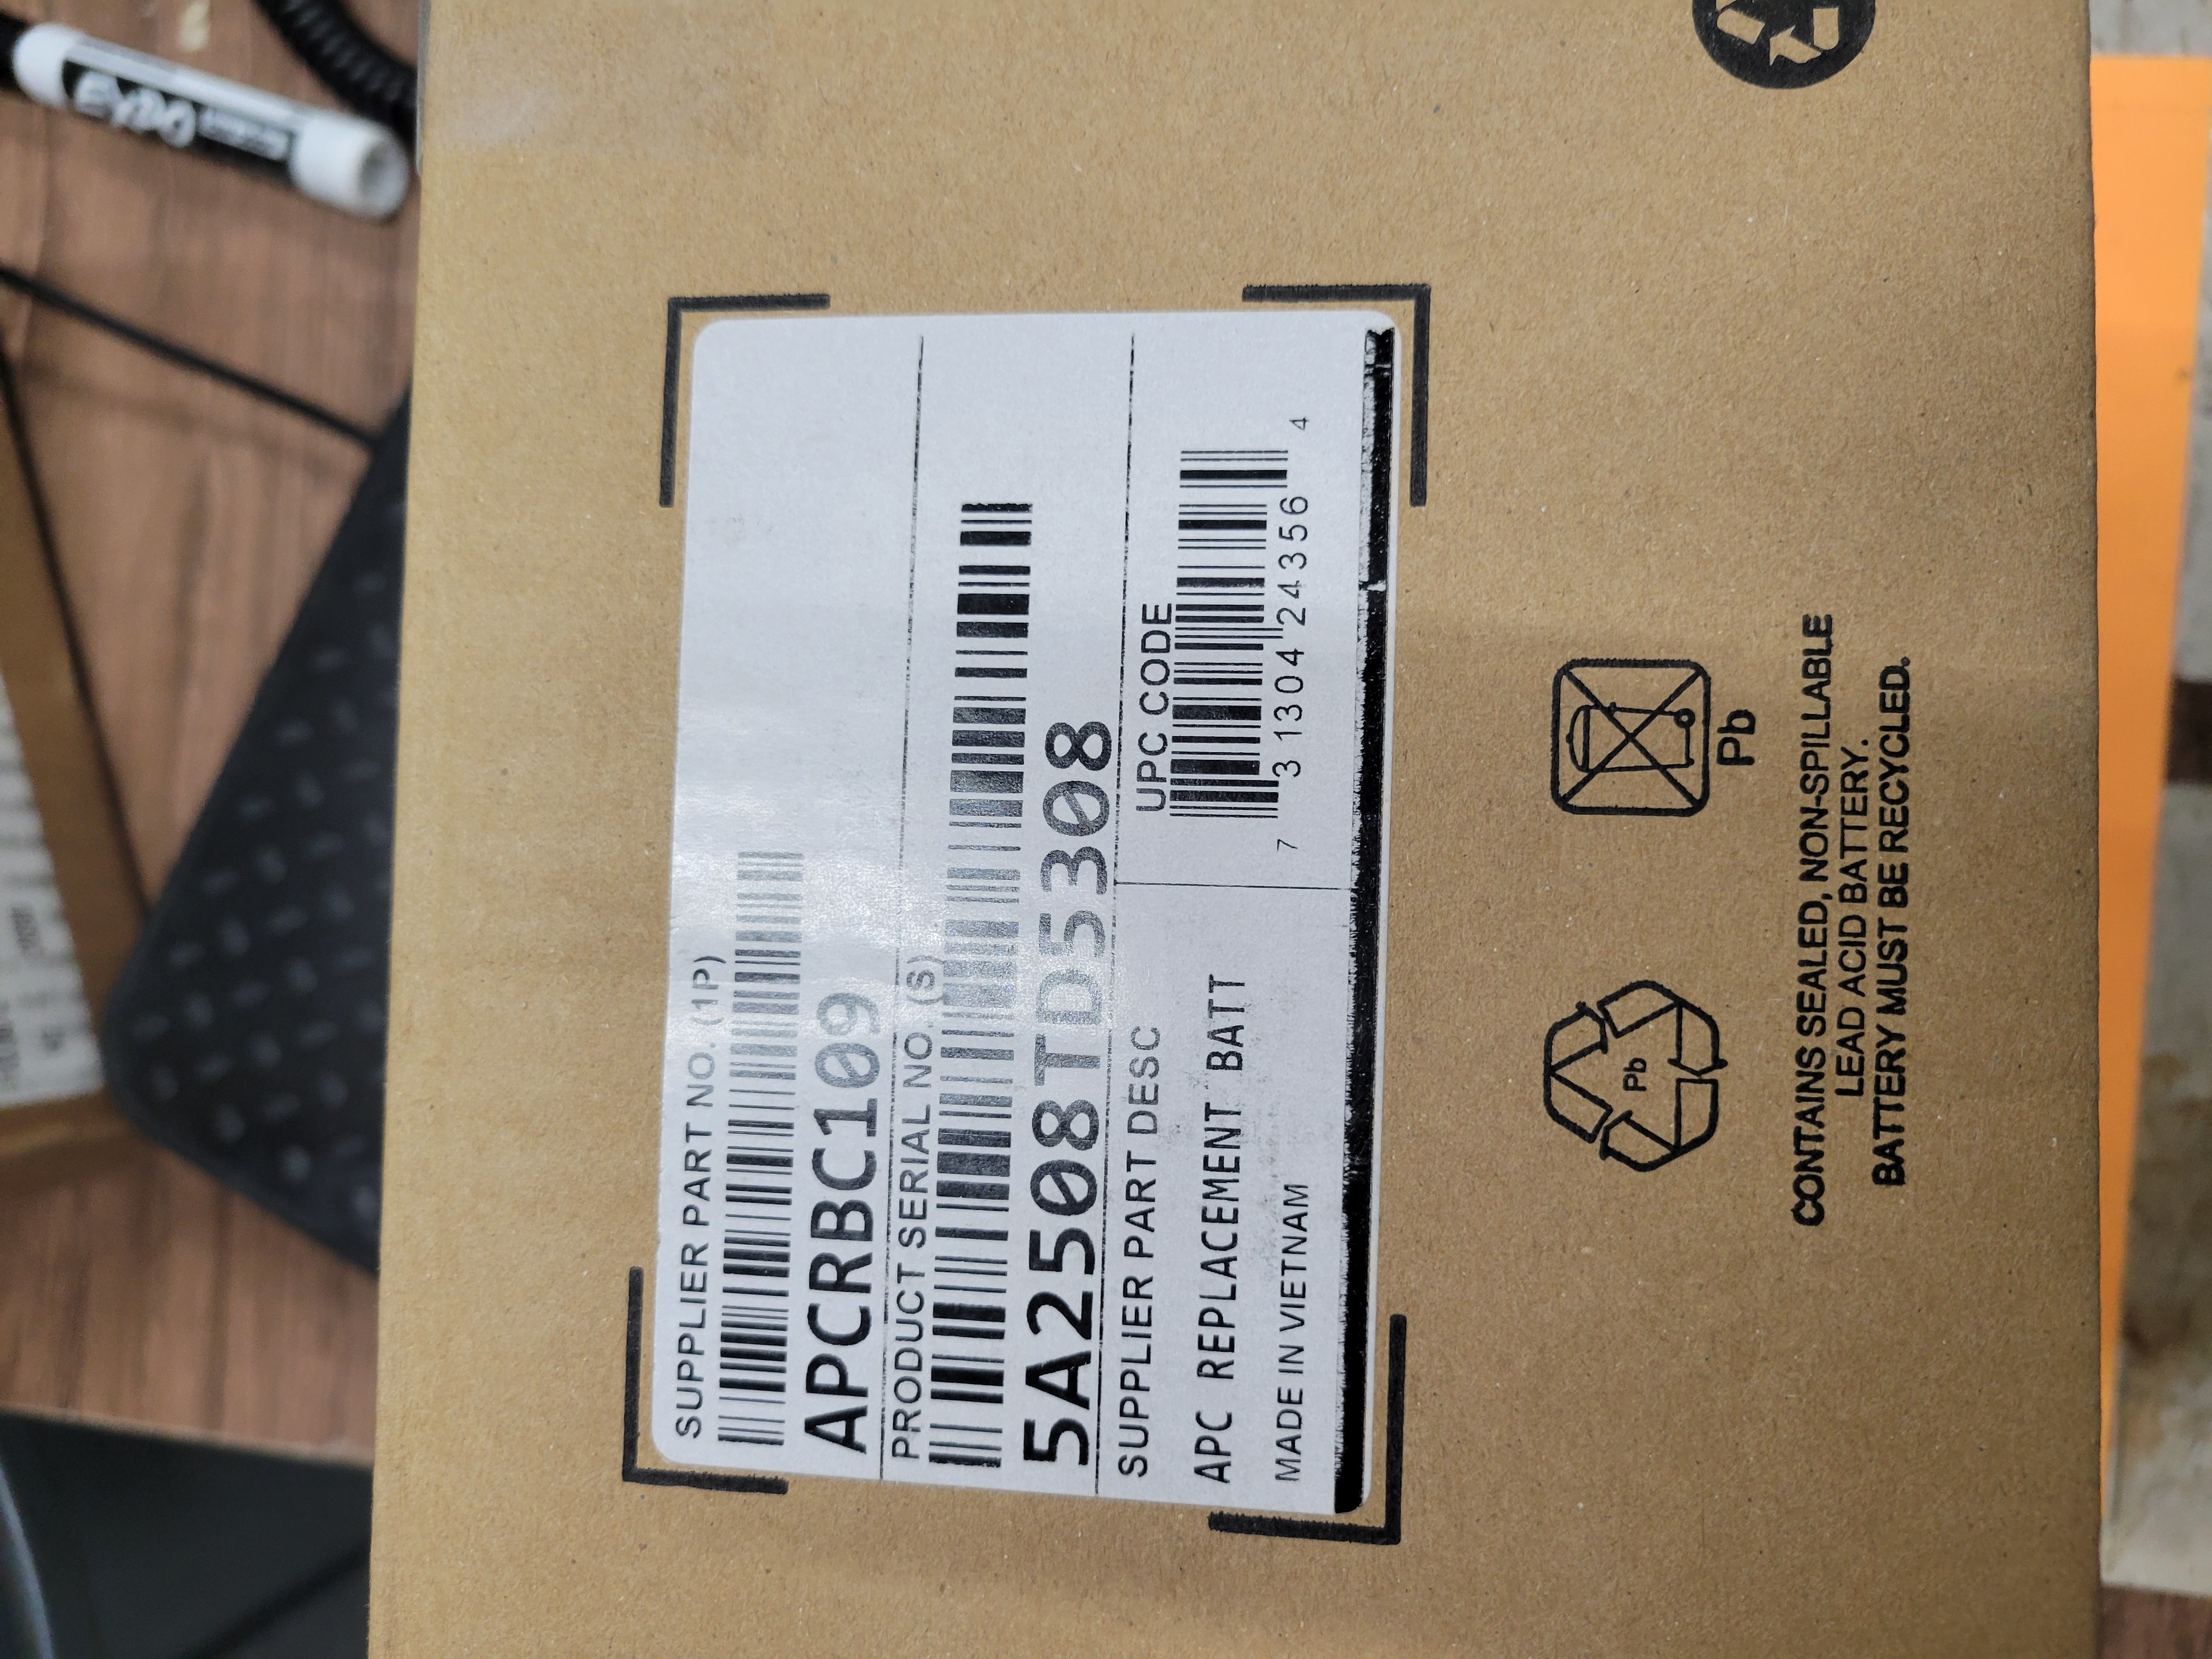 EXPO
SUPPLIER PART NO. (1P)
APCRBC109
PRODUCT SERIAL NO. (S)
5A2508TD5308
SUPPLIER PART DESC
APC REPLACEMENT BATT
MADE IN VIETNAM
UPC CODE
7 31304 24356 4
Pb
Pb
CONTAINS SEALED, NON-SPILLABLE
LEAD ACID BATTERY.
BATTERY MUST BE RECYCLED.